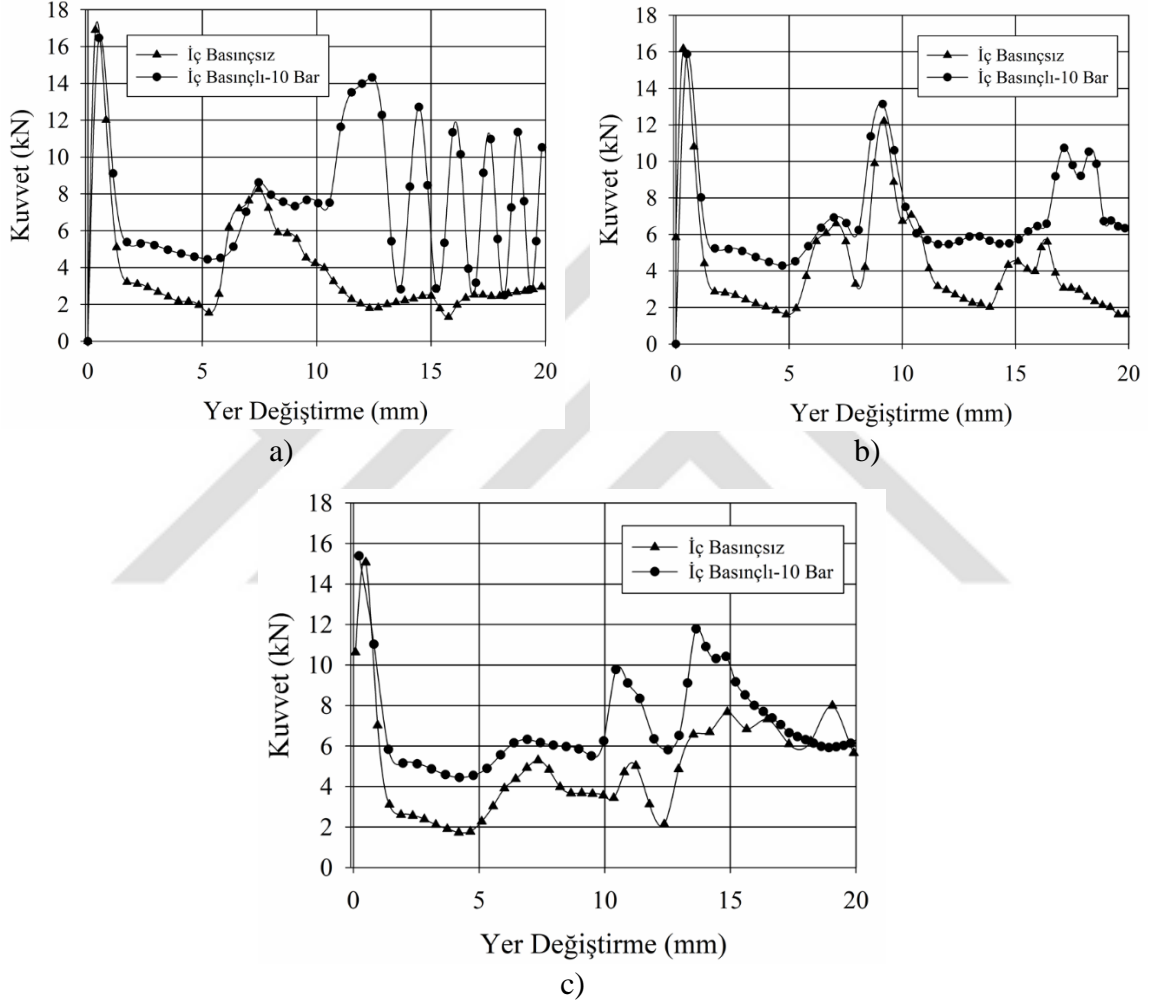 18
16
14
12
10
8
6
4
2
0
Kuvvet (kN)
İç Basınçsız
İç Basınçlı-10 Bar
0 5 10 15 20
Yer Değiştirme (mm)
a)
18
16
14
12
10
8
6
4
2
0
Kuvvet (kN)
İç Basınçsız
İç Basınçlı-10 Bar
0 5 10 15 20
Yer Değiştirme (mm)
b)
18
16
14
12
10
8
6
4
2
0
Kuvvet (kN)
İç Basınçsız
İç Basınçlı-10 Bar
0 5 10 15 20
Yer Değiştirme (mm)
c)